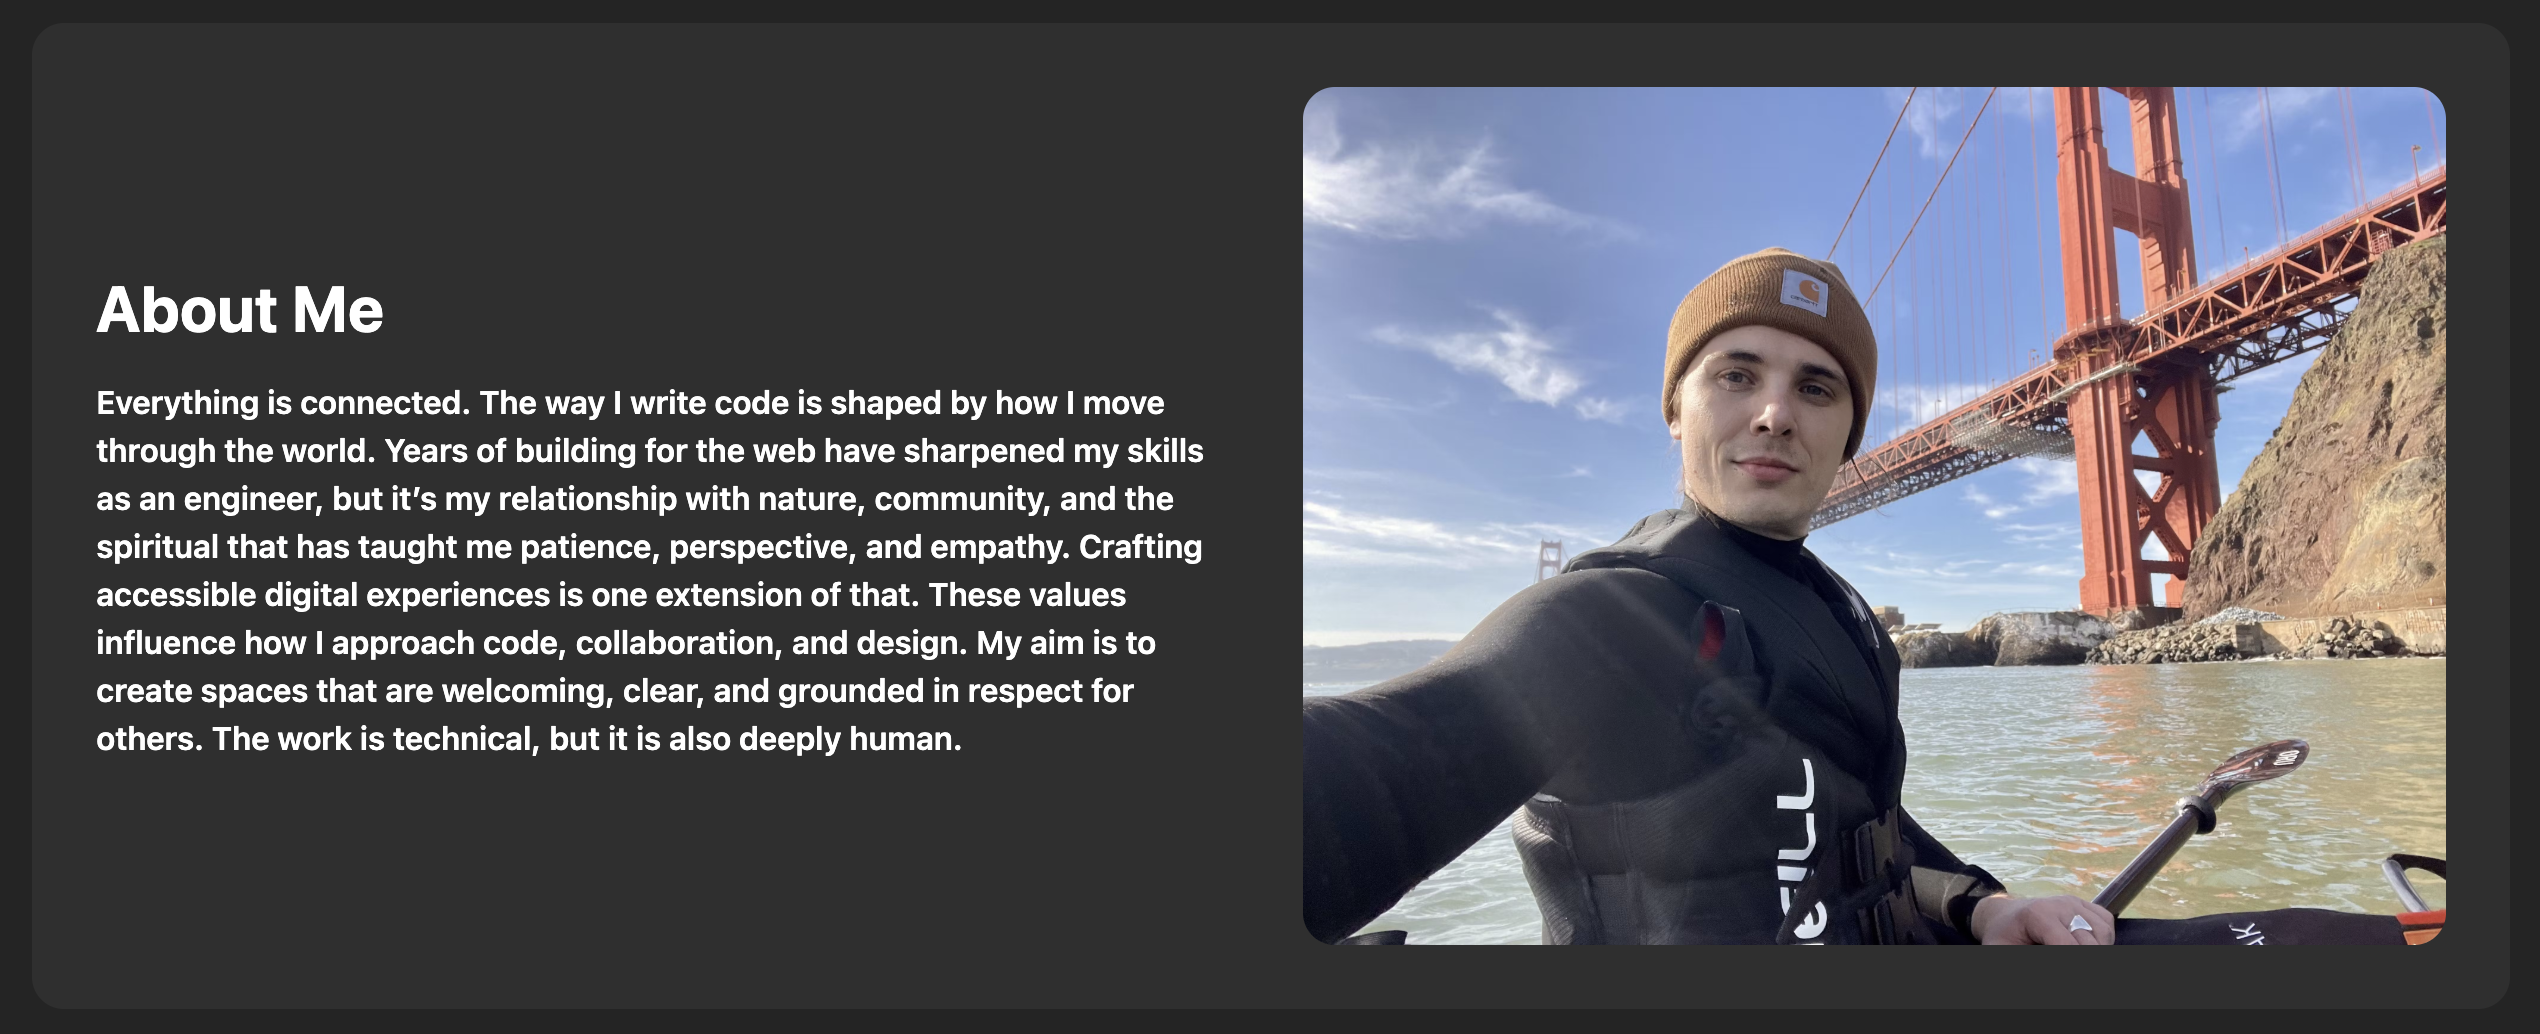 About Me
Everything is connected. The way I write code is shaped by how I move
through the world. Years of building for the web have sharpened my skills
as an engineer, but it’s my relationship with nature, community, and the
spiritual that has taught me patience, perspective, and empathy. Crafting
accessible digital experiences is one extension of that. These values
influence how I approach code, collaboration, and design. My aim is to
create spaces that are welcoming, clear, and grounded in respect for
others. The work is technical, but it is also deeply human.
carhartt